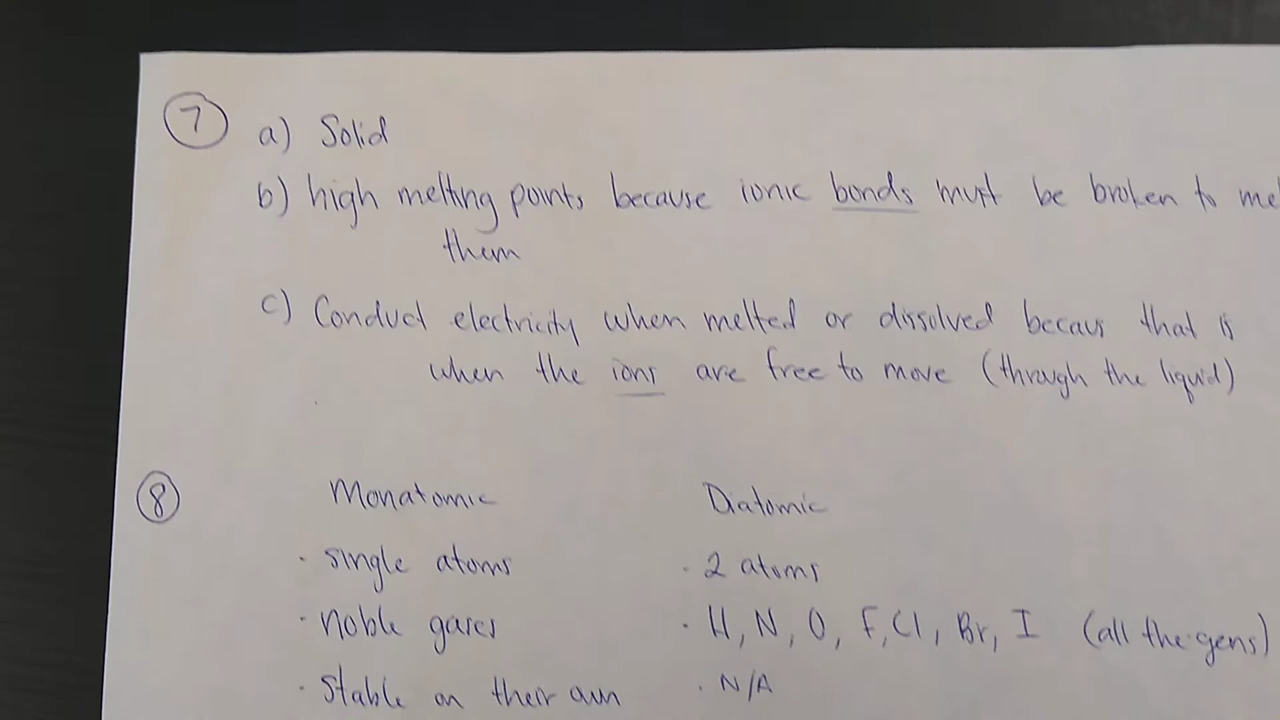 7 a) Solid
b) high melting points because ionic bonds must be broken to me
them
c) Conduct electricity when melted or dissolved becaus that is
when the ions are free to move (through the liquid)
8 Monatomic Diatomic
· single atoms · 2 atoms
· noble gases · H, N, O, F, Cl, Br, I (all the gens)
· Stable on their own · N/A